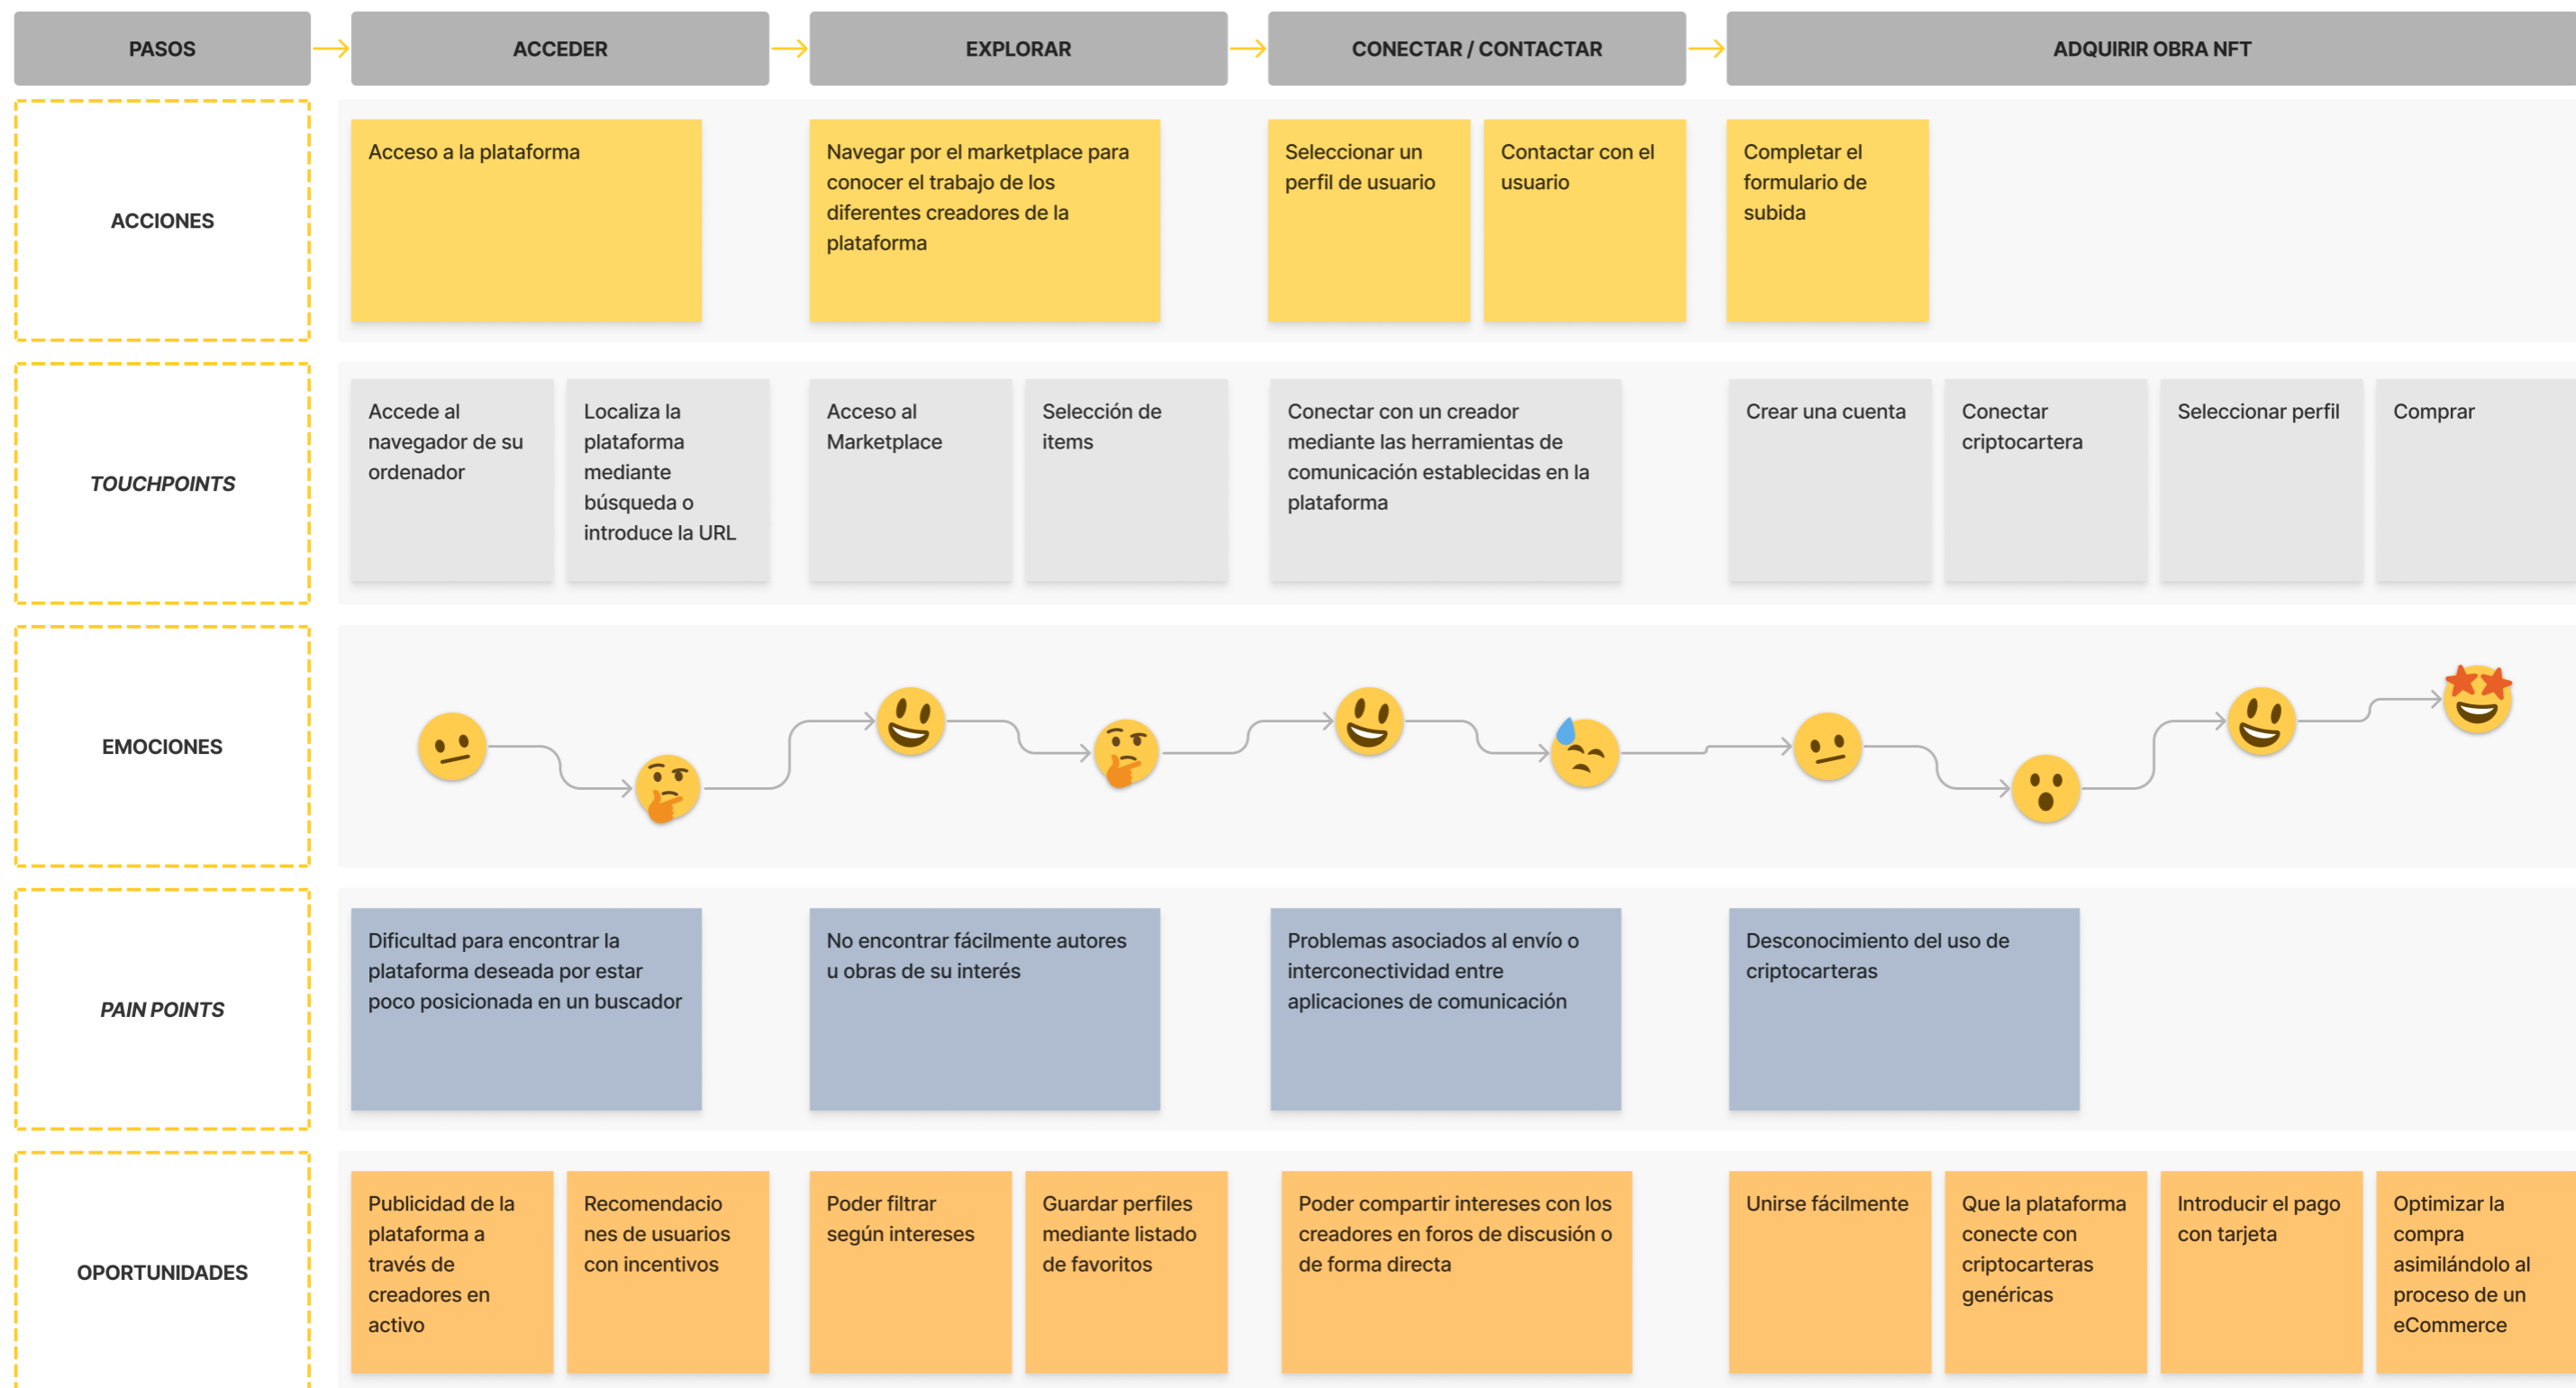 PASOS
ACCEDER
EXPLORAR
CONECTAR / CONTACTAR
ADQUIRIR OBRA NFT
ACCIONES
Acceso a la plataforma
Navegar por el marketplace para
conocer el trabajo de los
diferentes creadores de la
plataforma
Seleccionar un
perfil de usuario
Contactar con el
usuario
Completar el
formulario de
subida
TOUCHPOINTS
Accede al
navegador de su
ordenador
Localiza la
plataforma
mediante
búsqueda o
introduce la URL
Acceso al
Marketplace
Selección de
items
Conectar con un creador
mediante las herramientas de
comunicación establecidas en la
plataforma
Crear una cuenta
Conectar
criptocartera
Seleccionar perfil
Comprar
EMOCIONES
PAIN POINTS
Dificultad para encontrar la
plataforma deseada por estar
poco posicionada en un buscador
No encontrar fácilmente autores
u obras de su interés
Problemas asociados al envío o
interconectividad entre
aplicaciones de comunicación
Desconocimiento del uso de
criptocarteras
OPORTUNIDADES
Publicidad de la
plataforma a
través de
creadores en
activo
Recomendacio
nes de usuarios
con incentivos
Poder filtrar
según intereses
Guardar perfiles
mediante listado
de favoritos
Poder compartir intereses con los
creadores en foros de discusión o
de forma directa
Unirse fácilmente
Que la plataforma
conecte con
criptocarteras
genéricas
Introducir el pago
con tarjeta
Optimizar la
compra
asimilándolo al
proceso de un
eCommerce